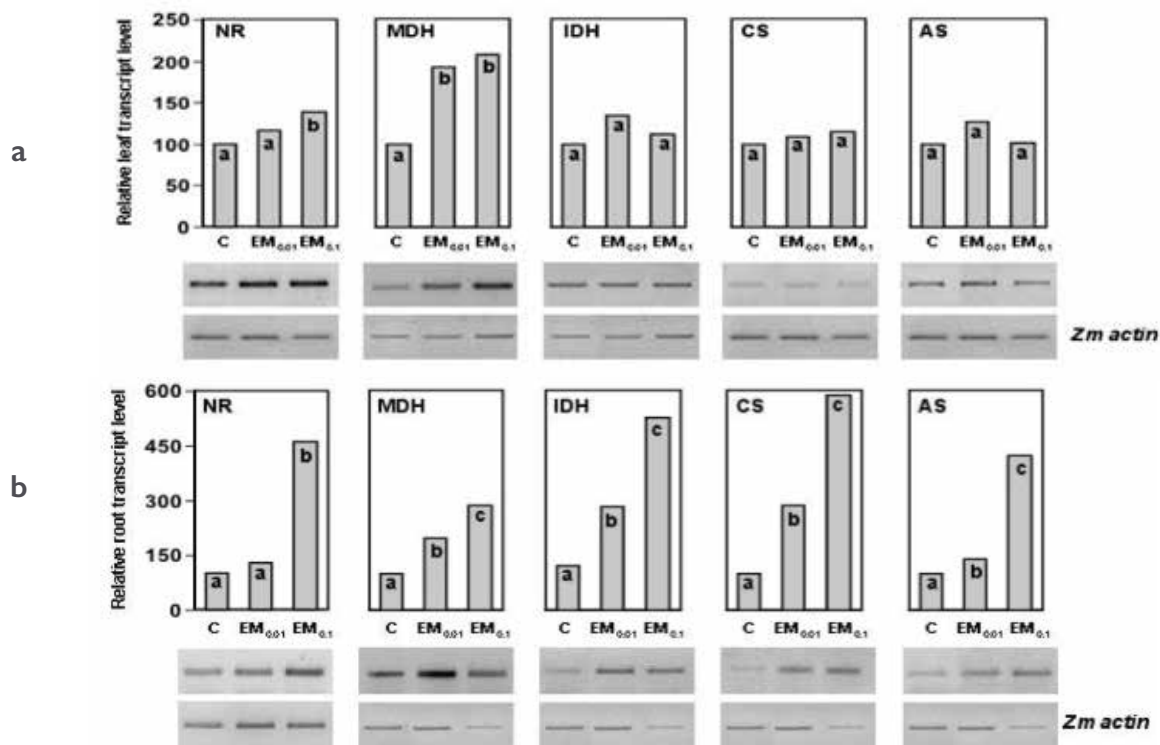 a
Relative leaf transcript level
250
200
150
100
50
0
NR
a
a
b
C EM0.01 EM0.1
MDH
a
b
b
C EM0.01 EM0.1
IDH
a
a
a
C EM0.01 EM0.1
CS
a
a
a
C EM0.01 EM0.1
AS
a
a
a
C EM0.01 EM0.1
Zm actin
b
Relative root transcript level
600
450
300
150
0
NR
a
a
b
C EM0.01 EM0.1
MDH
a
b
c
C EM0.01 EM0.1
IDH
a
b
c
C EM0.01 EM0.1
CS
a
b
c
C EM0.01 EM0.1
AS
a
b
c
C EM0.01 EM0.1
Zm actin